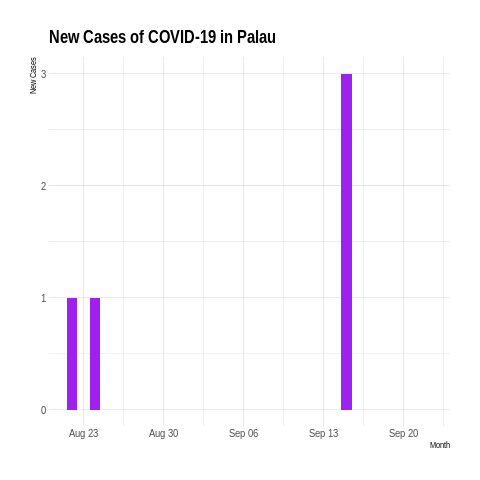 New Cases of COVID-19 in Palau
New Cases
3
2
1
0
Aug 23 Aug 30 Sep 06 Sep 13 Sep 20
Month